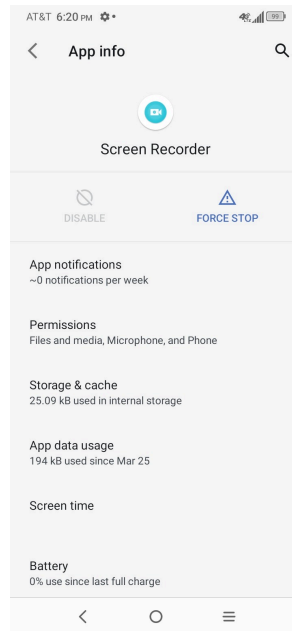 AT&T 6:20 PM
99
App info
Screen Recorder
DISABLE
FORCE STOP
App notifications
~0 notifications per week
Permissions
Files and media, Microphone, and Phone
Storage & cache
25.09 kB used in internal storage
App data usage
194 kB used since Mar 25
Screen time
Battery
0% use since last full charge